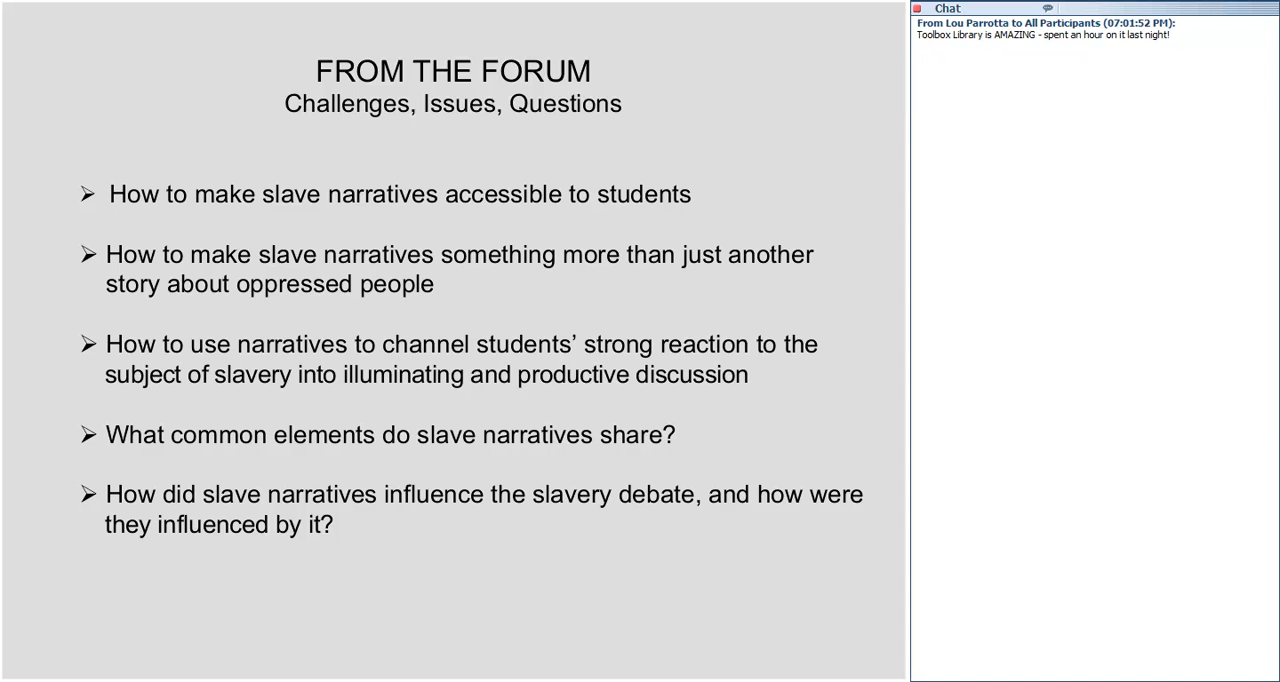 FROM THE FORUM
Challenges, Issues, Questions
➢ How to make slave narratives accessible to students
➢ How to make slave narratives something more than just another
story about oppressed people
➢ How to use narratives to channel students’ strong reaction to the
subject of slavery into illuminating and productive discussion
➢ What common elements do slave narratives share?
➢ How did slave narratives influence the slavery debate, and how were
they influenced by it?
Chat
From Lou Parrotta to All Participants (07:01:52 PM):
Toolbox Library is AMAZING - spent an hour on it last night!